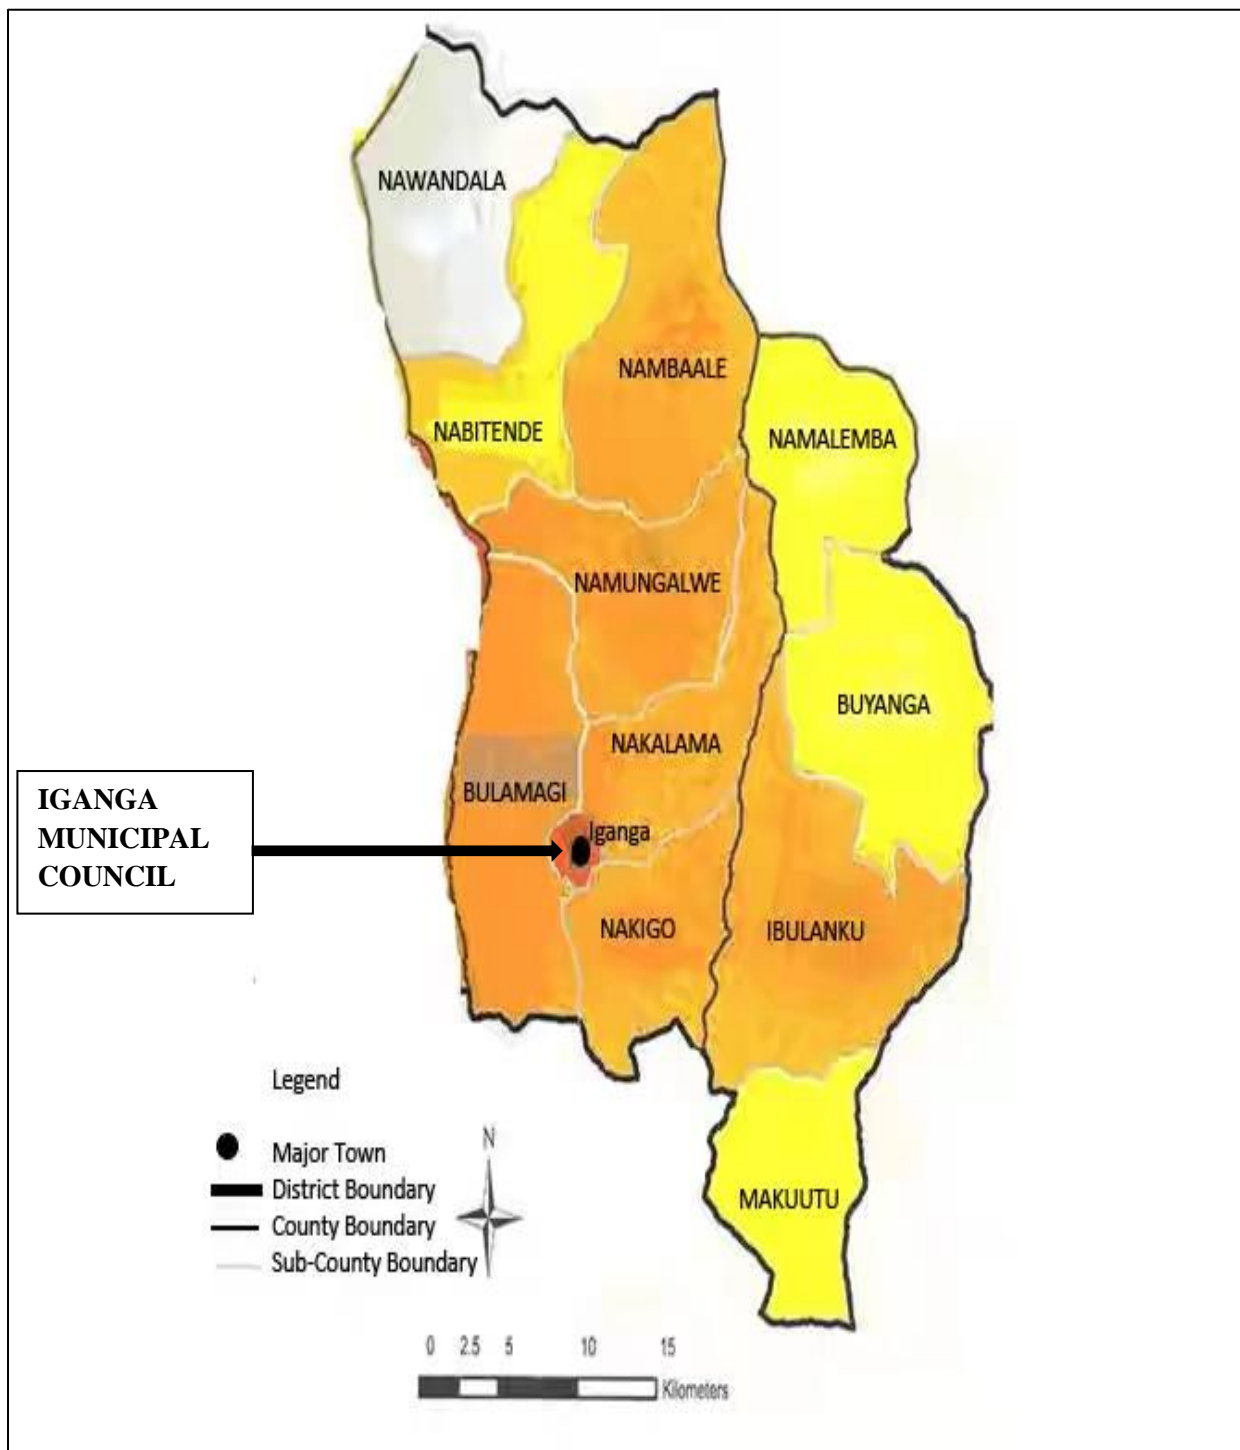 NAWANDALA
NAMBAALE
NABITENDE
NAMALEMBA
NAMUNGALWE
BUYANGA
NAKALAMA
IGANGA
MUNICIPAL
COUNCIL
BULAMAGI
Iganga
NAKIGO
IBULANKU
MAKUUTU
Legend
Major Town
District Boundary
County Boundary
Sub-County Boundary
N
0 2.5 5 10 15
Kilometers